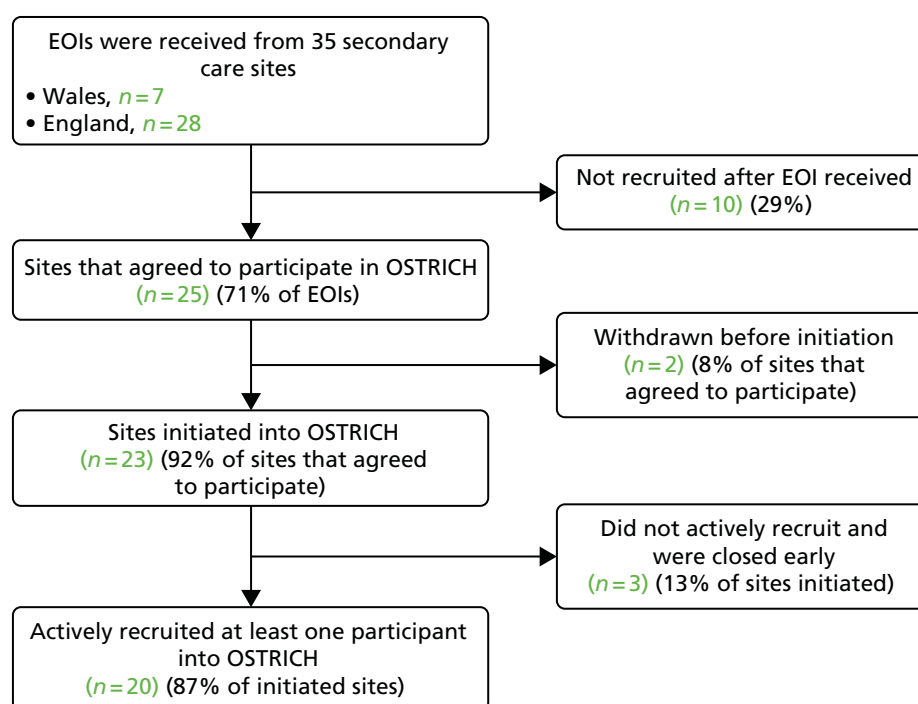 EOIs were received from 35 secondary
care sites
• Wales, n=7
• England, n=28
Not recruited after EOI received
(n=10) (29%)
Sites that agreed to participate in OSTRICH
(n=25) (71% of EOIs)
Withdrawn before initiation
(n=2) (8% of sites that
agreed to participate)
Sites initiated into OSTRICH
(n=23) (92% of sites that agreed
to participate)
Did not actively recruit and
were closed early
(n=3) (13% of sites initiated)
Actively recruited at least one participant
into OSTRICH
(n=20) (87% of initiated sites)